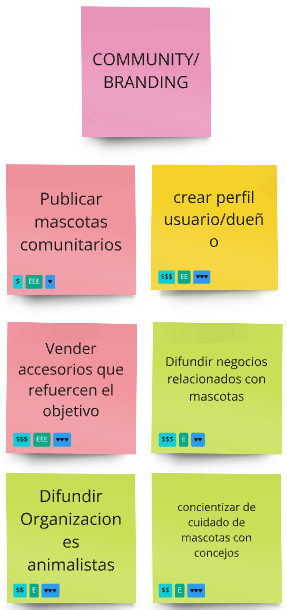 COMMUNITY/
BRANDING
Publicar
mascotas
comunitarios
$ EEE ♥
crear perfil
usuario/dueñ
o
$$$ EE ♥♥♥
Vender
accesorios que
refuercen el
objetivo
$$$ EEE ♥♥♥
Difundir negocios
relacionados con
mascotas
$$$ E ♥♥
Difundir
Organizacion
es
animalistas
$$ E ♥♥♥
concientizar de
cuidado de
mascotas con
concejos
$$ E ♥♥♥